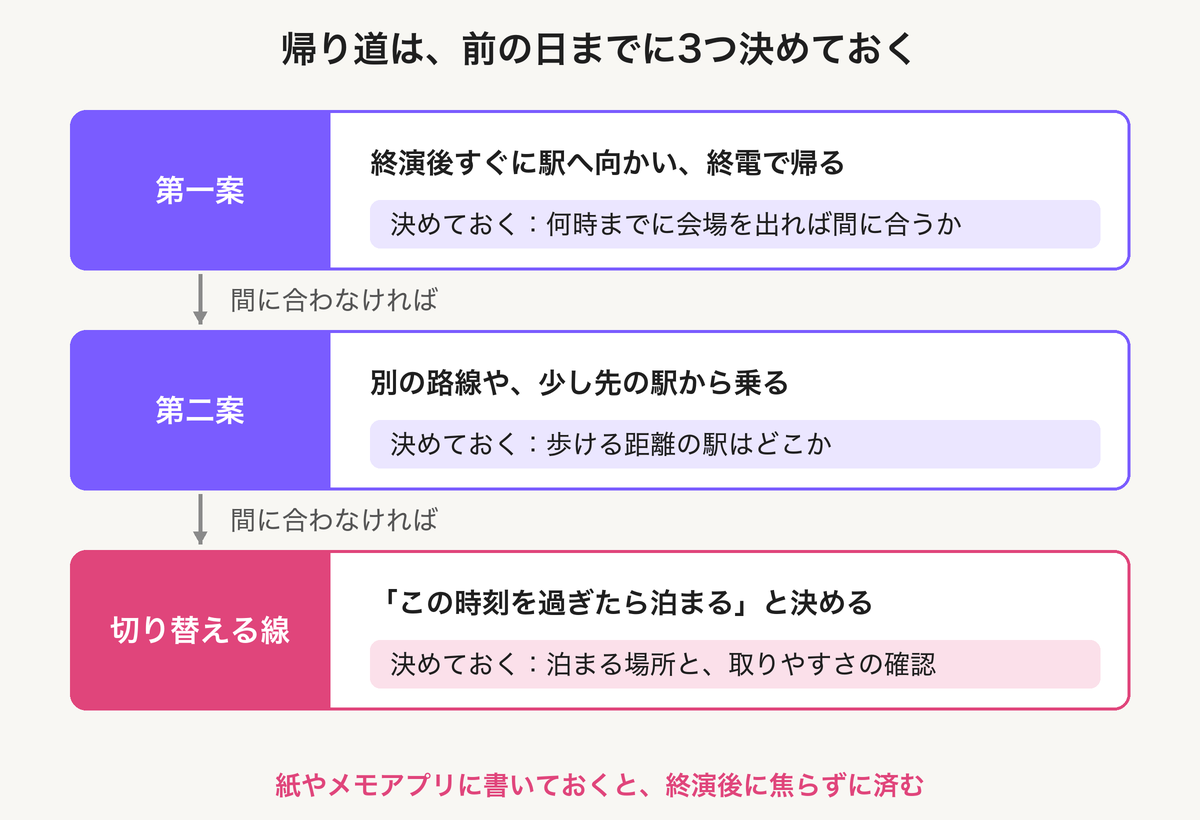 帰り道は、前の日までに3つ決めておく
第一案
終演後すぐに駅へ向かい、終電で帰る
決めておく：何時までに会場を出れば間に合うか
間に合わなければ
第二案
別の路線や、少し先の駅から乗る
決めておく：歩ける距離の駅はどこか
間に合わなければ
切り替える線
「この時刻を過ぎたら泊まる」と決める
決めておく：泊まる場所と、取りやすさの確認
紙やメモアプリに書いておくと、終演後に焦らずに済む